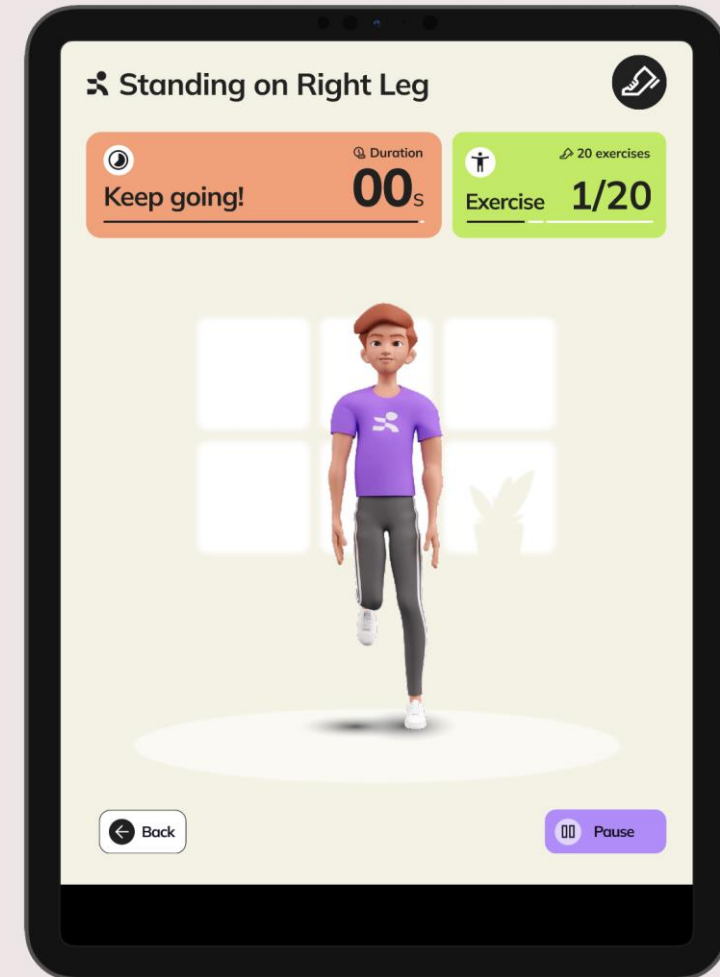 Standing on Right Leg
Duration
Keep going!
00s
20 exercises
Exercise 1/20
Back
Pause